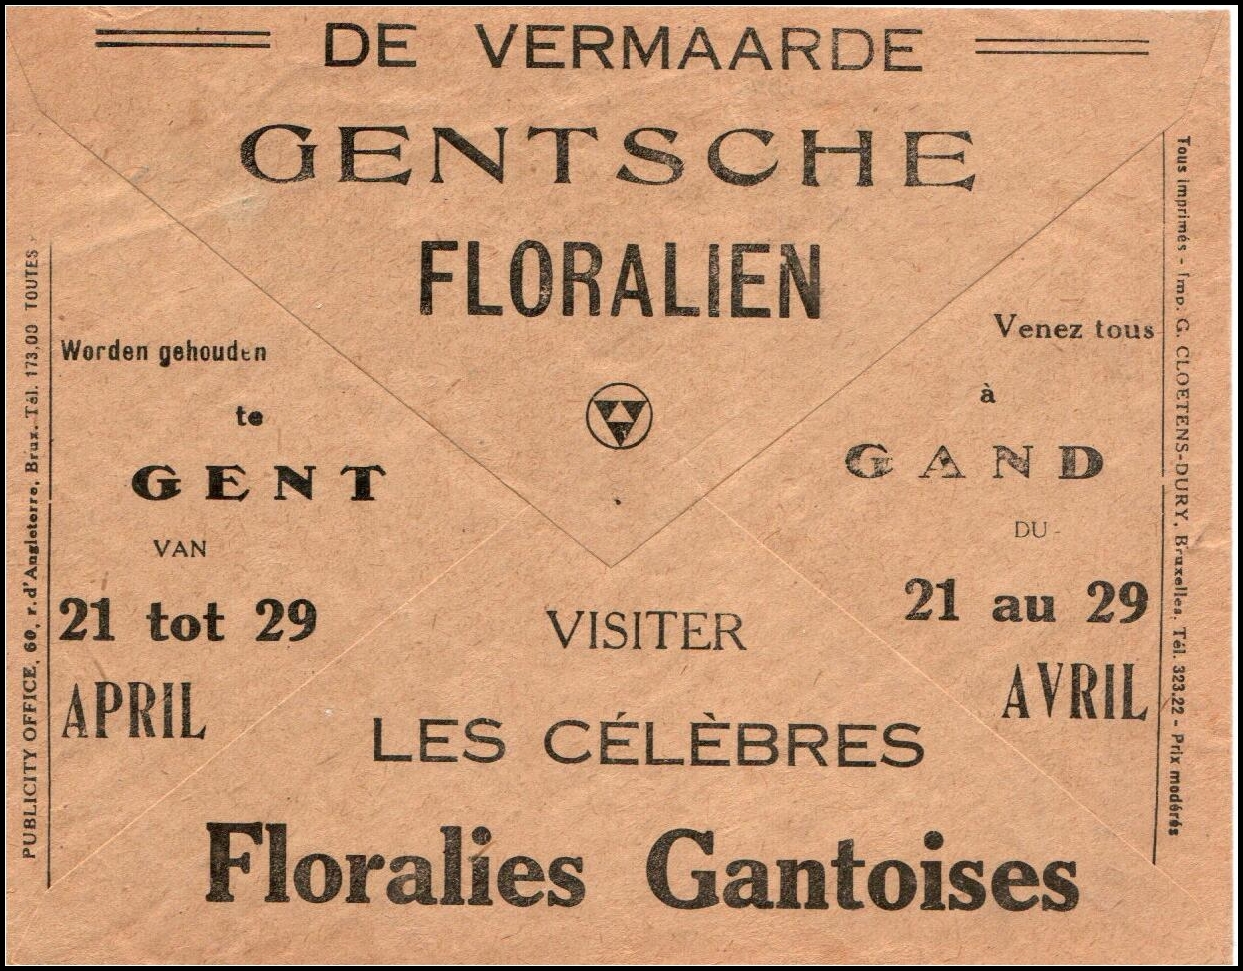 DE VERMAARDE
GENTSCHE
FLORALIEN
Worden gehouden
te
GENT
VAN
21 tot 29
APRIL
Venez tous
à
GAND
DU -
21 au 29
AVRIL
VISITER
LES CÉLÈBRES
Floralies Gantoises
PUBLICITY OFFICE, 60, r. d'Angleterre, Brux. Tél. 173,00 TOUTES
Tous imprimés - Imp. G. CLOETENS-DURY, Bruxelles, Tél. 323.22 - Prix modérés